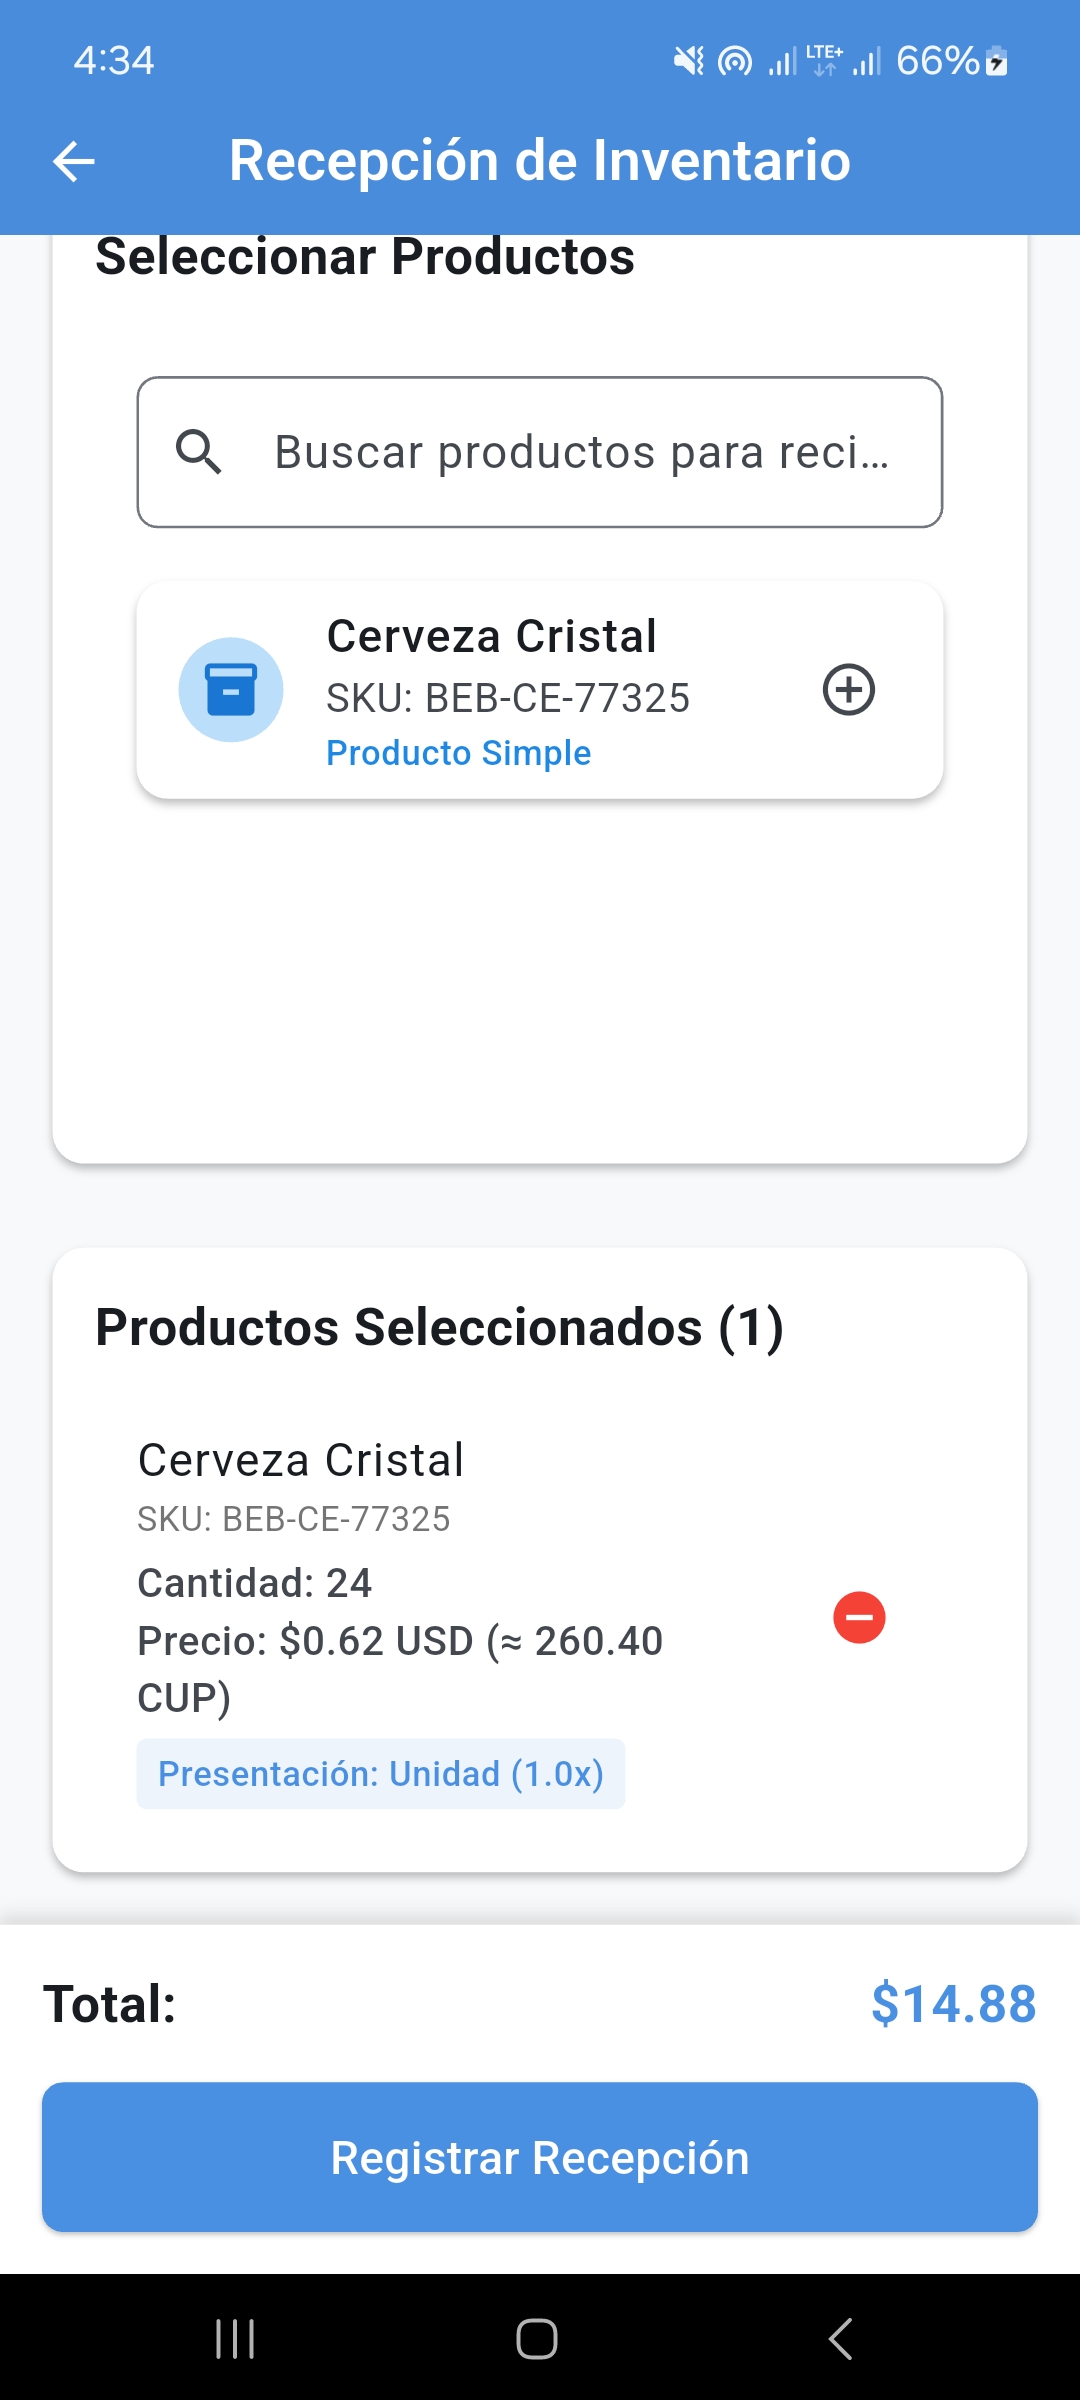 4:34
LTE+
66%
Recepción de Inventario
Seleccionar Productos
Buscar productos para reci...
Cerveza Cristal
SKU: BEB-CE-77325
Producto Simple
Productos Seleccionados (1)
Cerveza Cristal
SKU: BEB-CE-77325
Cantidad: 24
Precio: $0.62 USD (≈ 260.40
CUP)
Presentación: Unidad (1.0x)
Total:
$14.88
Registrar Recepción